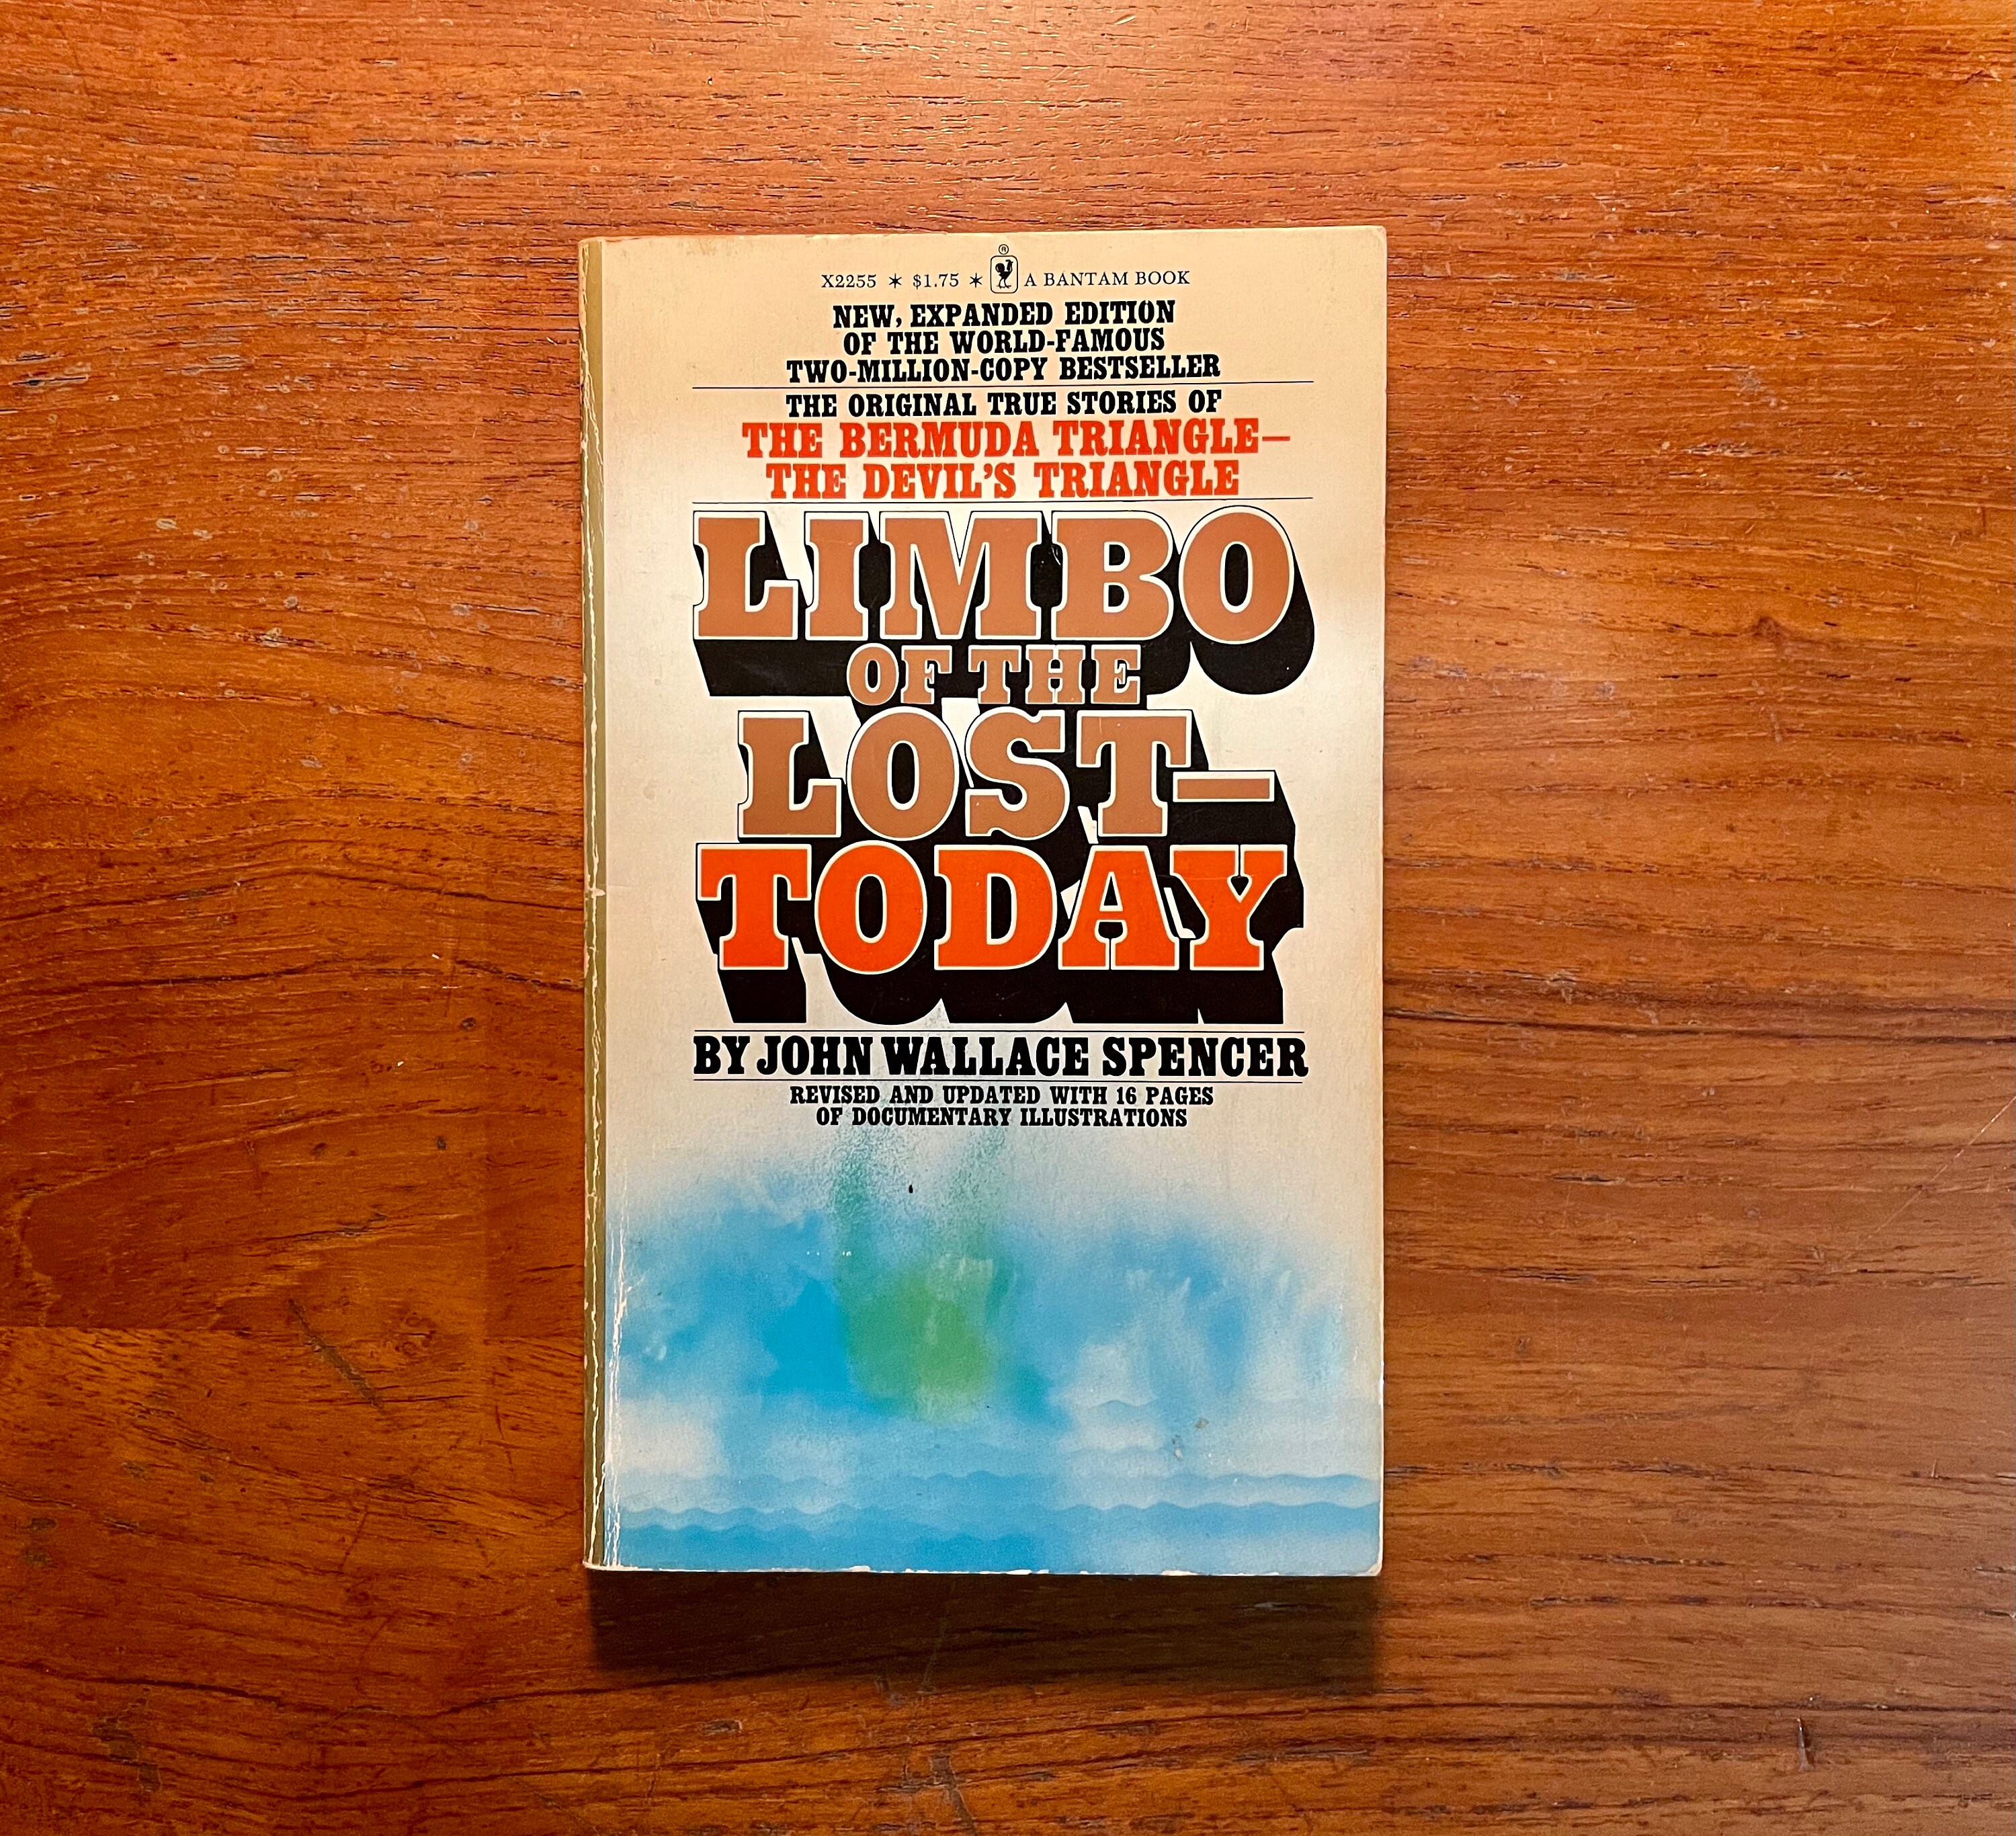 ®
X2255 * $1.75 * A BANTAM BOOK
NEW, EXPANDED EDITION
OF THE WORLD-FAMOUS
TWO-MILLION-COPY BESTSELLER
THE ORIGINAL TRUE STORIES OF
THE BERMUDA TRIANGLE—
THE DEVIL'S TRIANGLE
LIMBO
OF THE
LOST—
TODAY
BY JOHN WALLACE SPENCER
REVISED AND UPDATED WITH 16 PAGES
OF DOCUMENTARY ILLUSTRATIONS